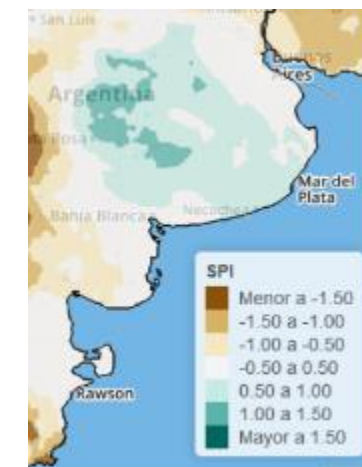 San Luis
Buenos
Aires
Argentina
Rosa
Mar del
Plata
Bahía Blanca
Necochea
SPI
Menor a -1.50
-1.50 a -1.00
-1.00 a -0.50
-0.50 a 0.50
0.50 a 1.00
1.00 a 1.50
Mayor a 1.50
Rawson